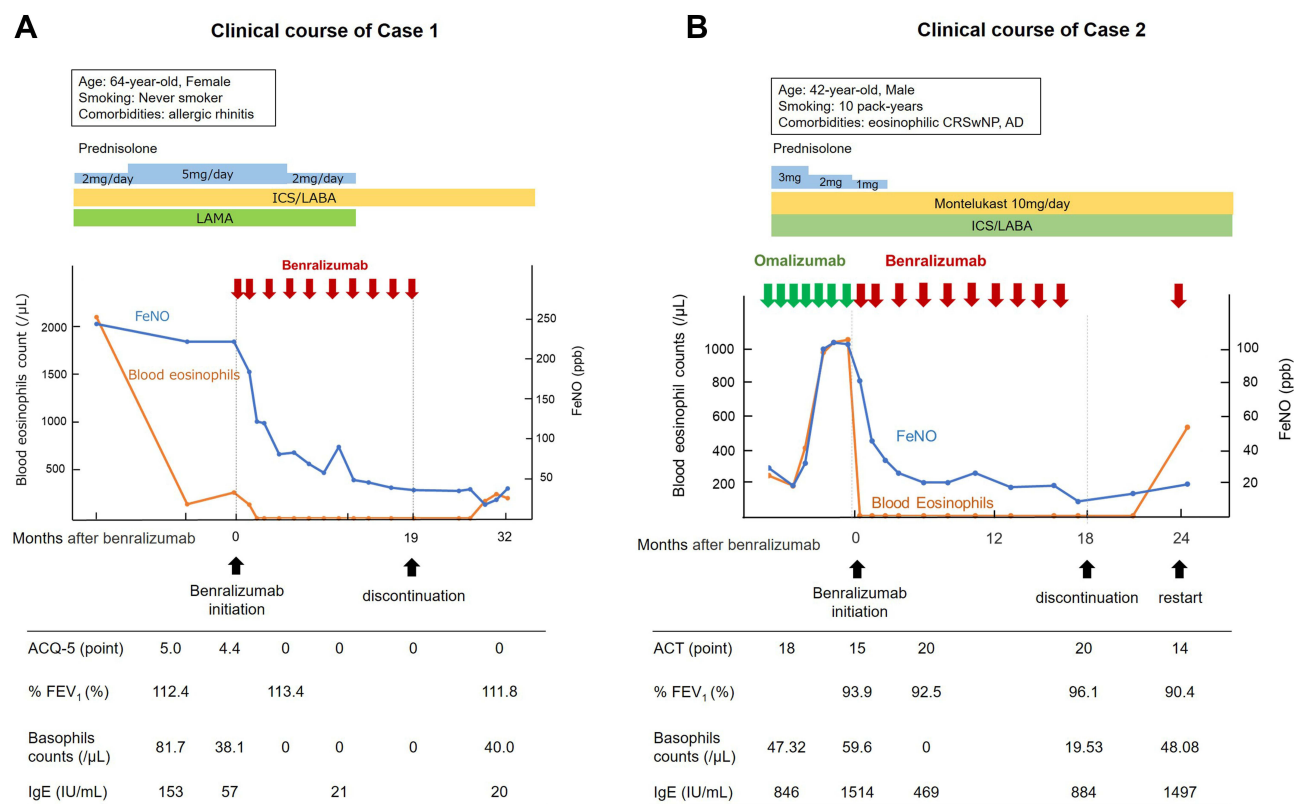 A
Clinical course of Case 1
Age: 64-year-old, Female
Smoking: Never smoker
Comorbidities: allergic rhinitis
Prednisolone
2mg/day
5mg/day
2mg/day
ICS/LABA
LAMA
Benralizumab
Blood eosinophils count (/μL)
2000
1500
1000
500
FeNO
Blood eosinophils
250
200
150
100
50
FeNO (ppb)
Months after benralizumab
0
19
32
Benralizumab
initiation
discontinuation
ACQ-5 (point) 5.0 4.4 0 0 0 0
% FEV1 (%) 112.4 113.4 111.8
Basophils
counts (/μL) 81.7 38.1 0 0 0 40.0
IgE (IU/mL) 153 57 21 20
B
Clinical course of Case 2
Age: 42-year-old, Male
Smoking: 10 pack-years
Comorbidities: eosinophilic CRSwNP, AD
Prednisolone
3mg
2mg
1mg
Montelukast 10mg/day
ICS/LABA
Omalizumab
Benralizumab
Blood eosinophil counts (/μL)
1000
800
600
400
200
FeNO
Blood Eosinophils
100
80
60
40
20
FeNO (ppb)
Months after benralizumab
0
12
18
24
Benralizumab
initiation
discontinuation
restart
ACT (point) 18 15 20 20 14
% FEV1 (%) 93.9 92.5 96.1 90.4
Basophils
counts (/μL) 47.32 59.6 0 19.53 48.08
IgE (IU/mL) 846 1514 469 884 1497